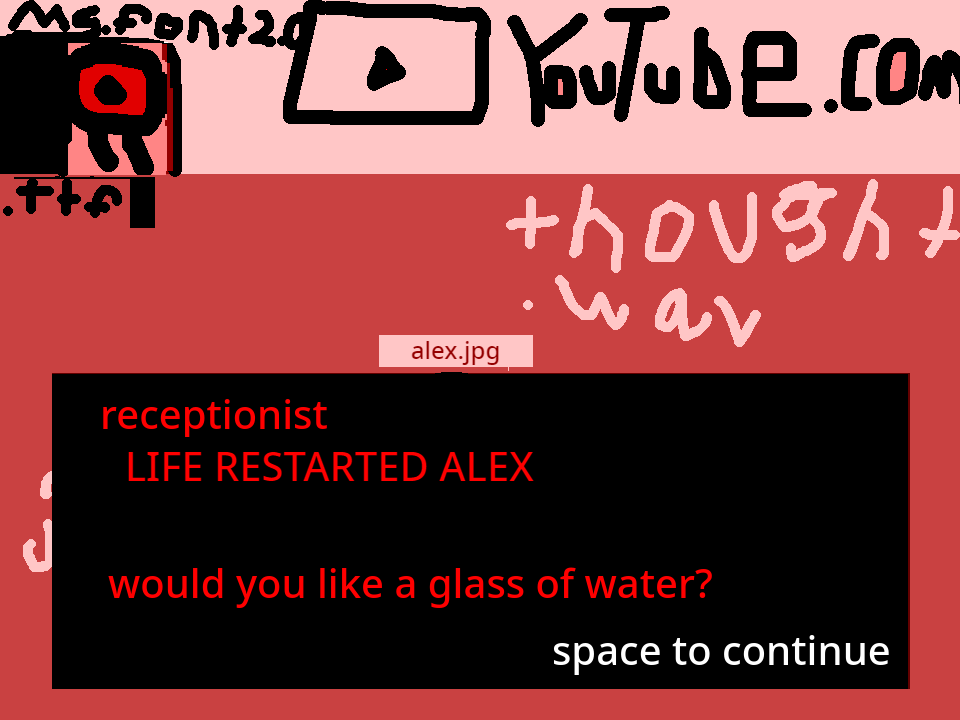 Ms.font2.0
YouTube.com
.ttf
thought
.wav
alex.jpg
receptionist
LIFE RESTARTED ALEX
would you like a glass of water?
space to continue